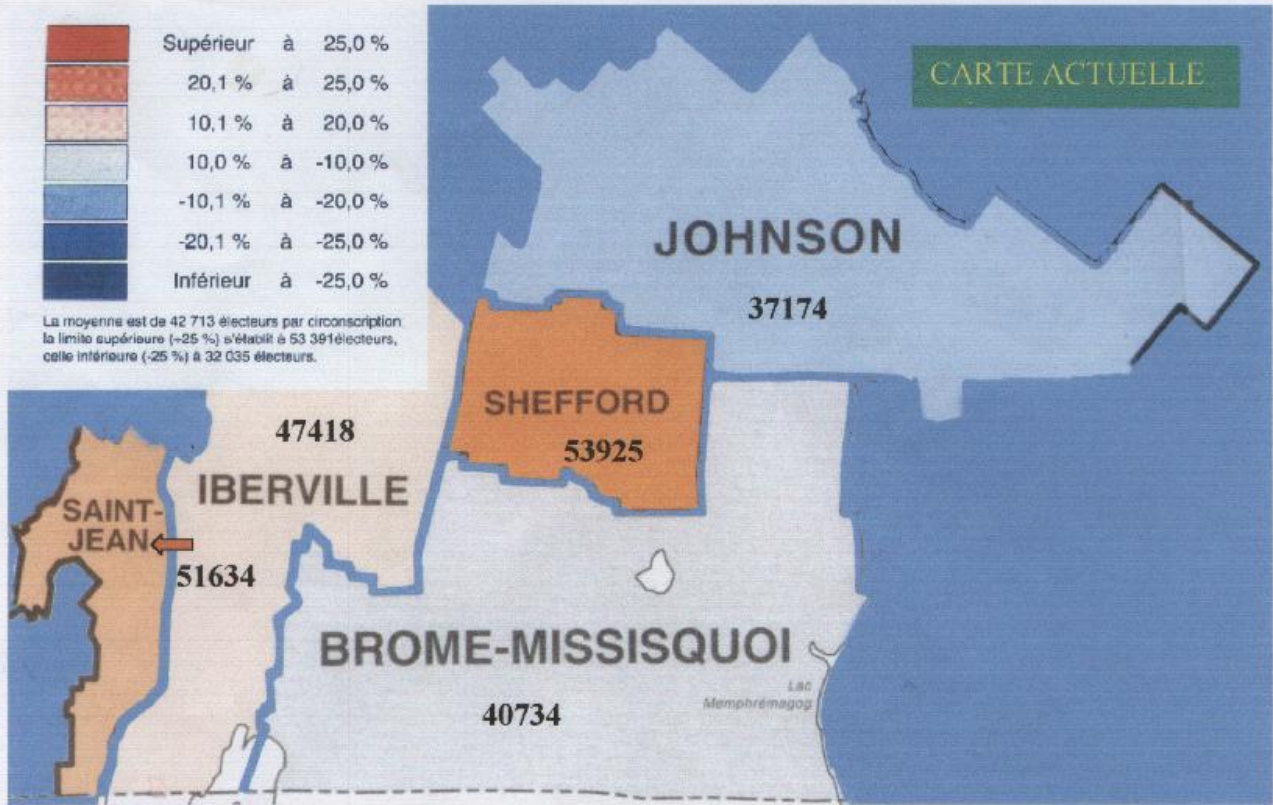 Supérieur à 25,0 %
20,1 % à 25,0 %
10,1 % à 20,0 %
10,0 % à -10,0 %
-10,1 % à -20,0 %
-20,1 % à -25,0 %
Inférieur à -25,0 %
La moyenne est de 42 713 électeurs par circonscription
la limite supérieure (+25 %) s'établit à 53 391électeurs,
celle inférieure (-25 %) à 32 035 électeurs.
CARTE ACTUELLE
JOHNSON
37174
SHEFFORD
53925
47418
IBERVILLE
SAINT-
JEAN
51634
BROME-MISSISQUOI
40734
Lac
Memphrémagog